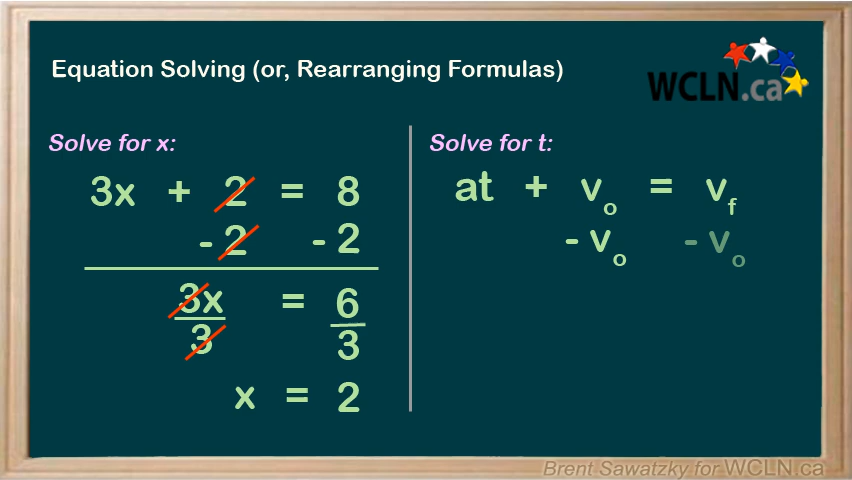 Equation Solving (or, Rearranging Formulas)
WCLN.ca
Solve for x:
3x + 2 = 8
- 2 - 2
3x = 6
3 3
x = 2
Solve for t:
at + vo = vf
- vo - vo
Brent Sawatzky for WCLN.ca